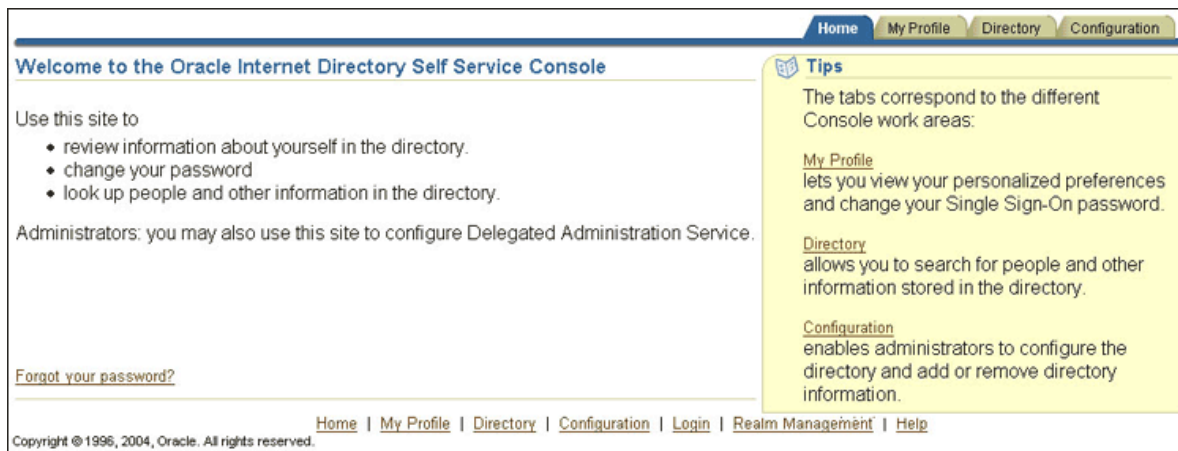 Home My Profile Directory Configuration
Welcome to the Oracle Internet Directory Self Service Console
Use this site to
• review information about yourself in the directory.
• change your password
• look up people and other information in the directory.
Administrators: you may also use this site to configure Delegated Administration Service.
Forgot your password?
Tips
The tabs correspond to the different
Console work areas:
My Profile
lets you view your personalized preferences
and change your Single Sign-On password.
Directory
allows you to search for people and other
information stored in the directory.
Configuration
enables administrators to configure the
directory and add or remove directory
information.
Home | My Profile | Directory | Configuration | Login | Realm Management | Help
Copyright © 1996, 2004, Oracle. All rights reserved.